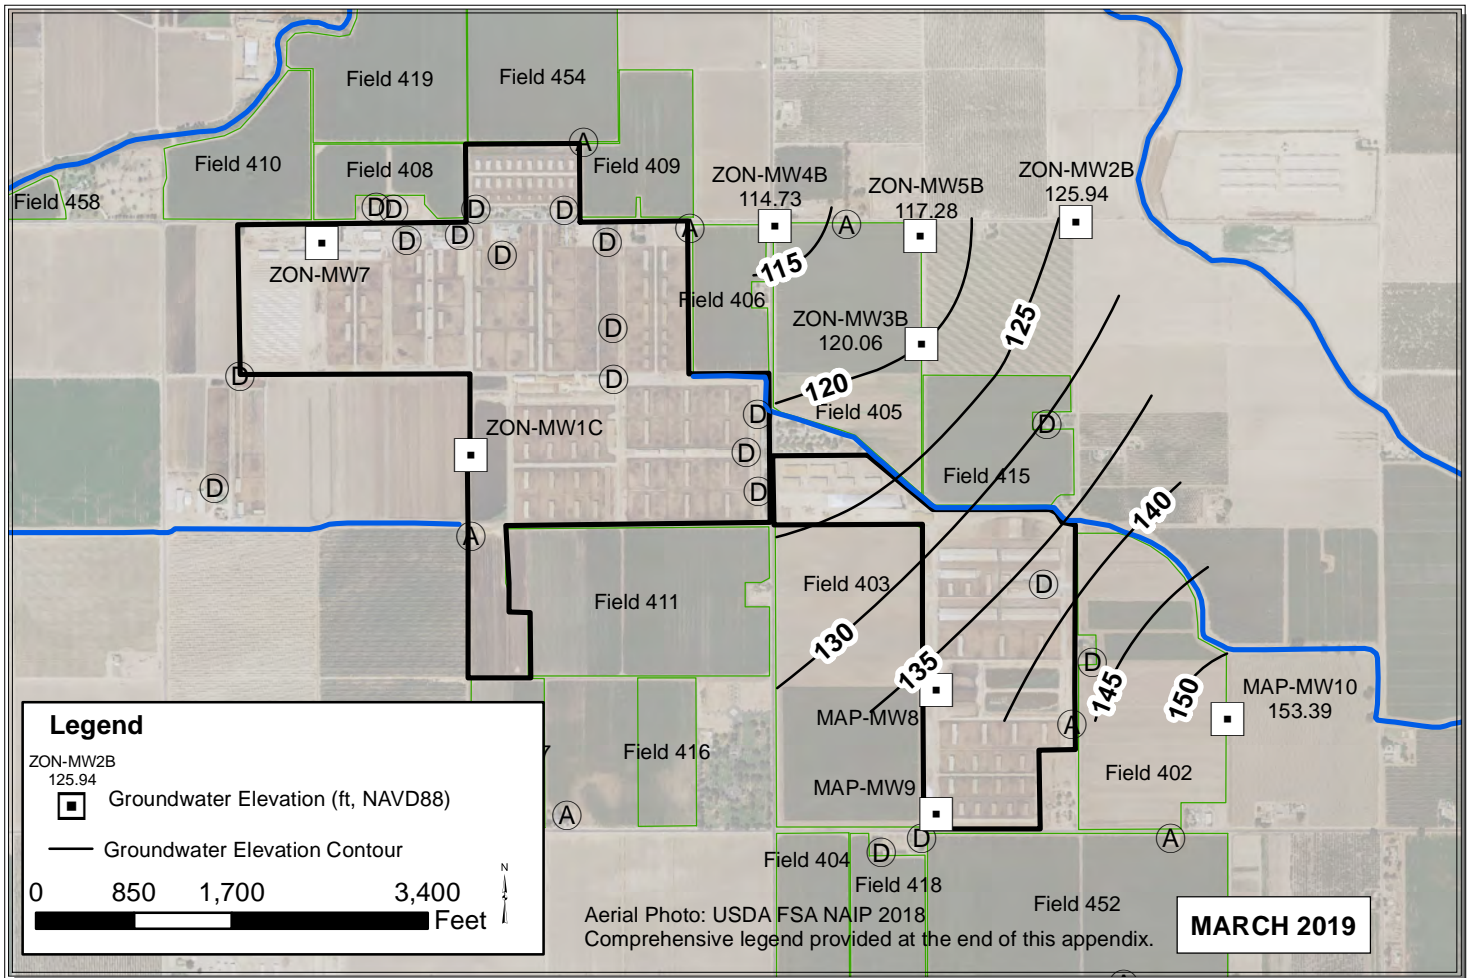 Field 419
Field 454
Field 410
Field 408
Field 409
Field 458
A
ZON-MW4B
114.73
ZON-MW5B
117.28
ZON-MW2B
125.94
D
D
D
D
A
A
D
D
D
D
ZON-MW7
115
Field 406
125
ZON-MW3B
120.06
D
D
D
120
Field 405
D
D
ZON-MW1C
D
Field 415
D
D
140
A
Field 403
D
Field 411
130
135
D
145
150
MAP-MW10
153.39
MAP-MW8
A
Field 416
7
Field 402
MAP-MW9
A
D
D
A
Field 404
Field 418
Field 452
A
Legend
ZON-MW2B
125.94
Groundwater Elevation (ft, NAVD88)
Groundwater Elevation Contour
N
0 850 1,700 3,400
Feet
Aerial Photo: USDA FSA NAIP 2018
Comprehensive legend provided at the end of this appendix.
MARCH 2019